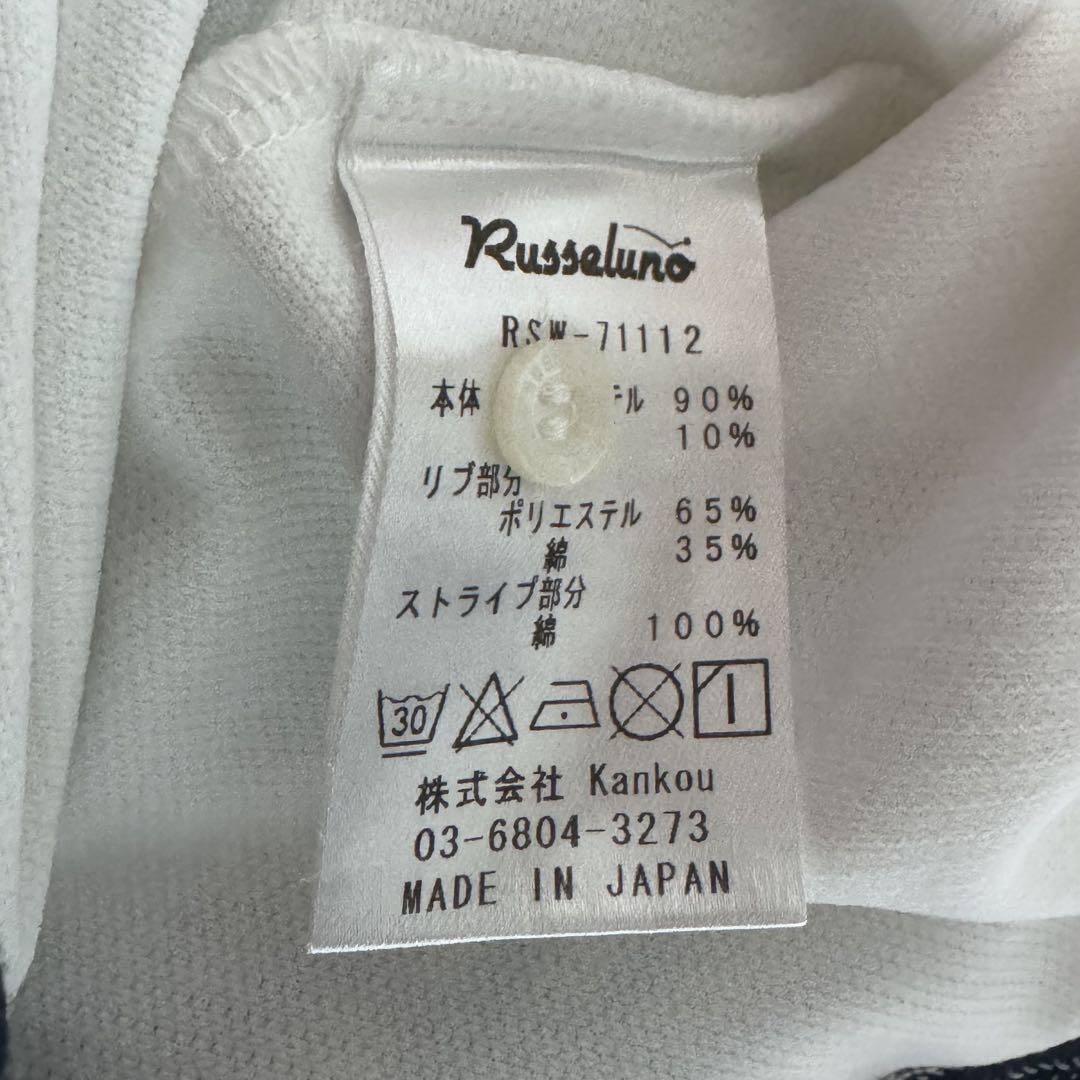 Russeluno
RSW-71112
本体 テル 90%
10%
リブ部分
ポリエステル 65%
綿 35%
ストライプ部分
綿 100%
30
株式会社 Kankou
03-6804-3273
MADE IN JAPAN